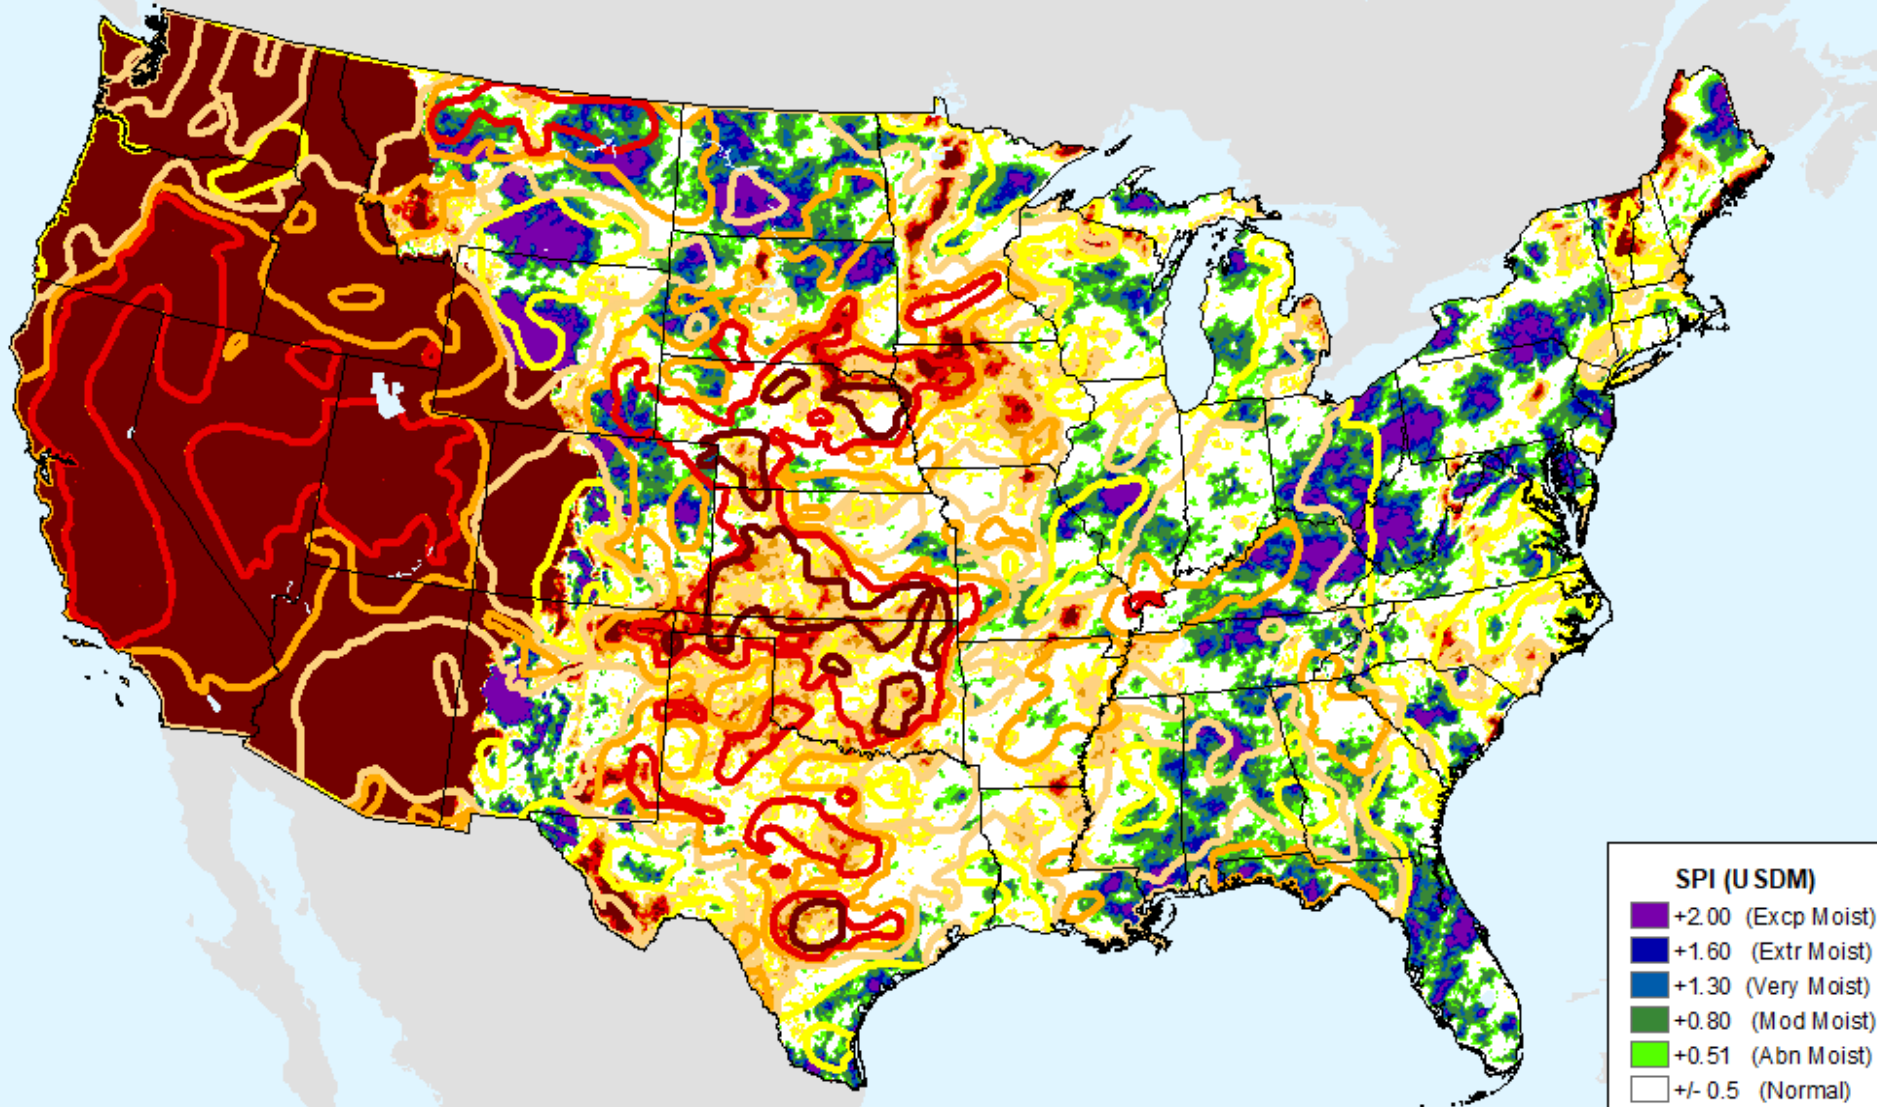 SPI (USDM)
+2.00 (Excp Moist)
+1.60 (Extr Moist)
+1.30 (Very Moist)
+0.80 (Mod Moist)
+0.51 (Abn Moist)
+/- 0.5 (Normal)